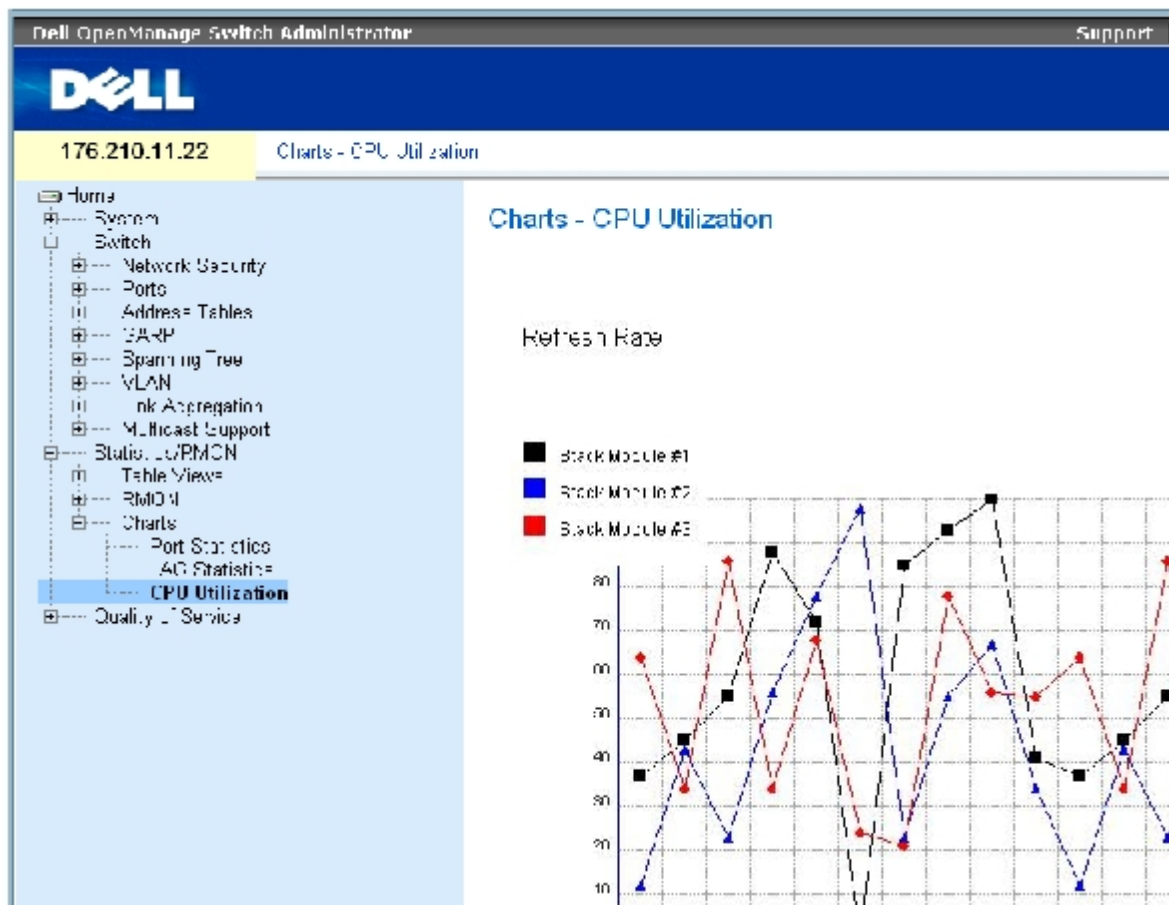 Dell OpenManage Switch Administrator
Support
DELL
176.210.11.22
Charts - CPU Utilization
Home
System
Switch
Network Security
Ports
Address Tables
GARP
Spanning Tree
VLAN
Link Aggregation
Multicast Support
Statistics/RMON
Table Views
RMON
Charts
Port Statistics
LAG Statistics
CPU Utilization
Quality of Service
Charts - CPU Utilization
Refresh Rate
Stack Module #1
Stack Module #2
Stack Module #3
80
70
60
50
40
30
20
10